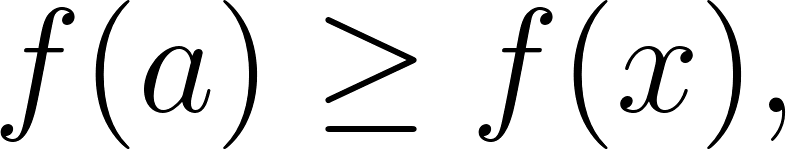 f(a) ≥ f(x),